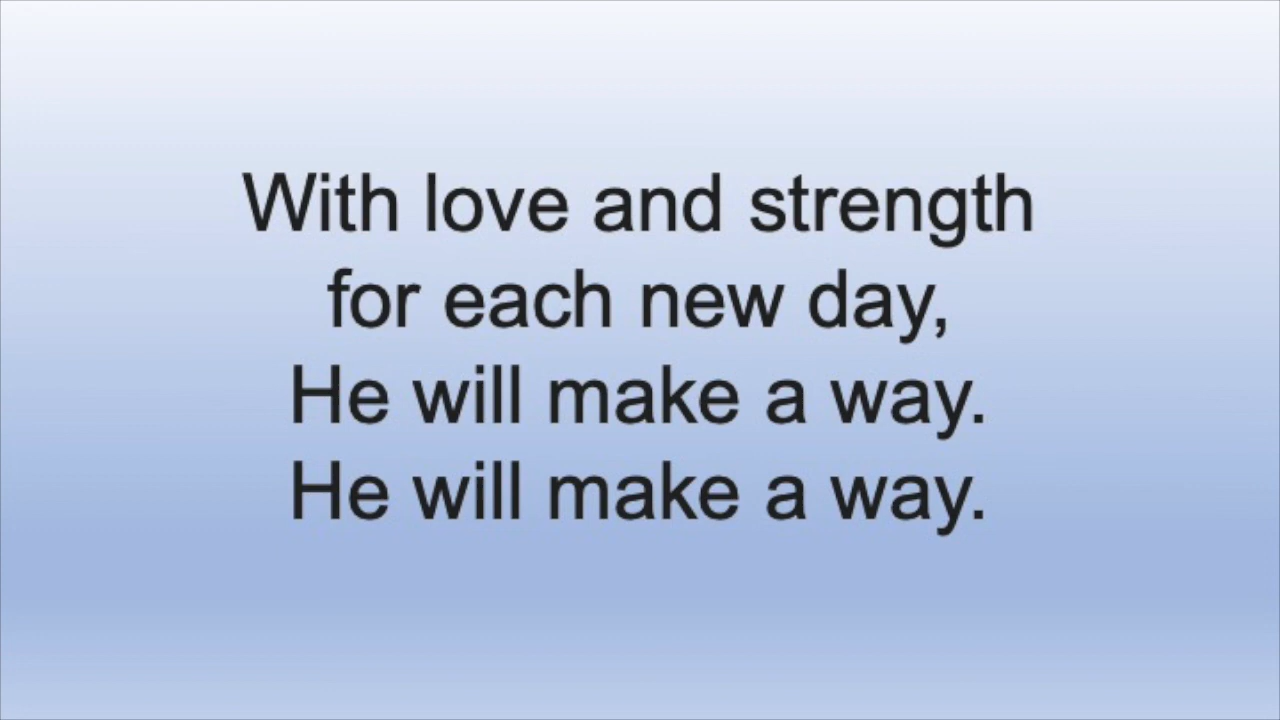 With love and strength
for each new day,
He will make a way.
He will make a way.